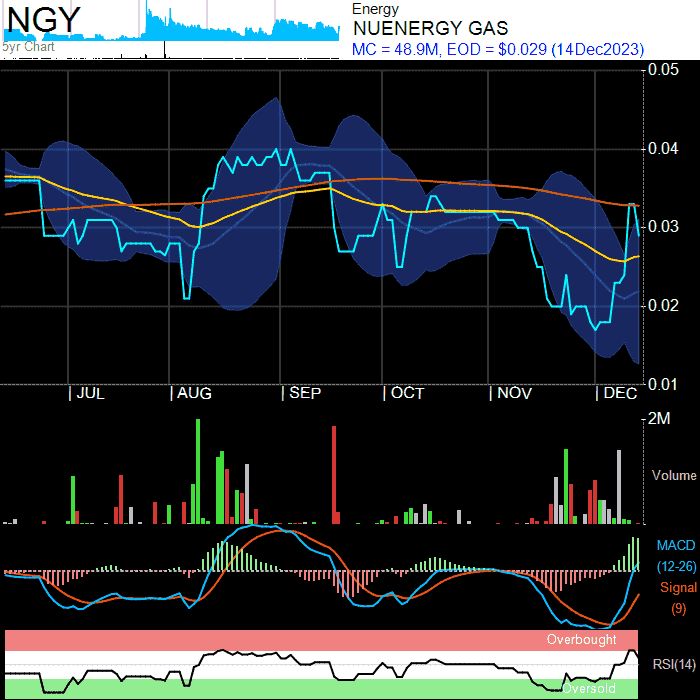 NGY
5yr Chart
Energy
NUENERGY GAS
MC = 48.9M, EOD = $0.029 (14Dec2023)
0.05
0.04
0.03
0.02
0.01
JUL AUG SEP OCT NOV DEC
2M
Volume
MACD
(12-26)
Signal
(9)
Overbought
RSI(14)
Oversold